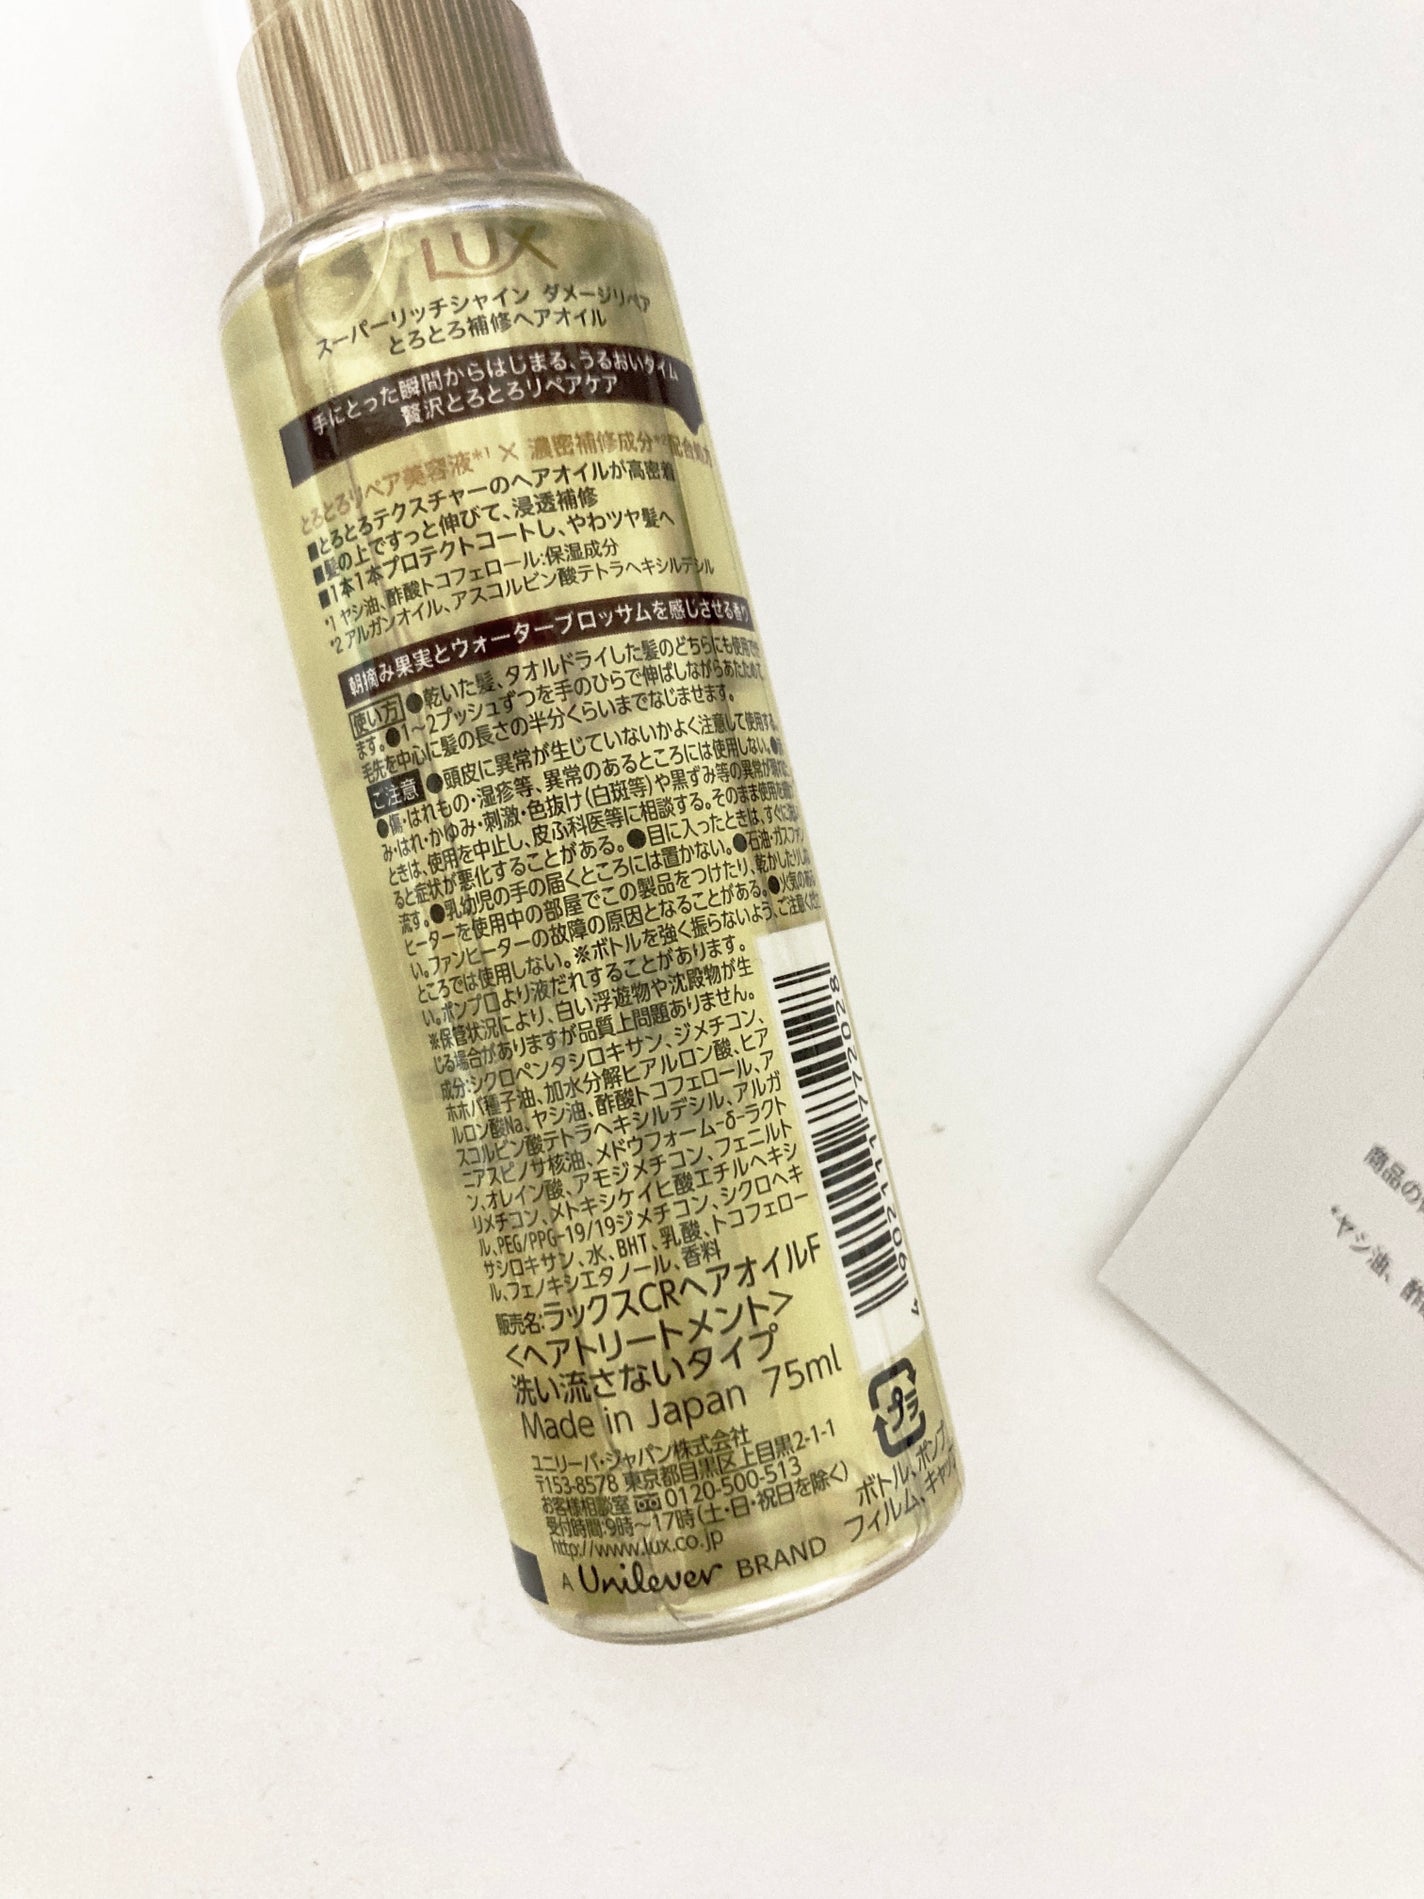 LUX
スーパーリッチシャイン ダメージリペア
とろとろ補修ヘアオイル
手にとった瞬間からはじまる、うるおいタイム
贅沢とろとろリペアケア
とろとろリペア美容液*1 × 濃密補修成分*2配合処方
■とろとろテクスチャーのヘアオイルが高密着
■髪の上ですっと伸びて、浸透補修
■1本1本プロテクトコートし、やわツヤ髪へ
*1 ヤシ油、酢酸トコフェロール:保湿成分
*2 アルガンオイル、アスコルビン酸テトラヘキシルデシル
朝摘み果実とウォーターブロッサムを感じさせる香り
使い方 ●乾いた髪、タオルドライした髪のどちらにも使用でき
ます。●1~2プッシュずつを手のひらで伸ばしながらあたためて
毛先を中心に髪の長さの半分くらいまでなじませます。
ご注意 ●頭皮に異常が生じていないかよく注意して使用する。
●傷・はれもの・湿疹等、異常のあるところには使用しない。●
み・はれ・かゆみ・刺激・色抜け(白斑等)や黒ずみ等の異常が
ときは、使用を中止し、皮ふ科医等に相談する。そのまま使用を
ると症状が悪化することがある。●目に入ったときは、すぐに
流す。●乳幼児の手の届くところには置かない。●石油・ガスファン
ヒーターを使用中の部屋でこの製品をつけたり、乾かしたり
い。ファンヒーターの故障の原因となることがある。●火気のある
ところでは使用しない。※ボトルを強く振らないよう、ご注意くださ
い。ポンプ口より液だれすることがあります。
※保管状況により、白い浮遊物や沈殿物が生
じる場合がありますが品質上問題ありません。
成分:シクロペンタシロキサン、ジメチコン、
ホホバ種子油、加水分解ヒアルロン酸、ヒア
ルロン酸Na、ヤシ油、酢酸トコフェロール、ア
スコルビン酸テトラヘキシルデシル、アルガ
ニアスピノサ核油、メドウフォーム-δ-ラクト
ン、オレイン酸、アモジメチコン、フェニルト
リメチコン、メトキシケイヒ酸エチルヘキシ
ル、PEG/PPG-19/19ジメチコン、シクロヘキ
サシロキサン、水、BHT、乳酸、トコフェロー
ル、フェノキシエタノール、香料
販売名:ラックスCRヘアオイルF
<ヘアトリートメント>
洗い流さないタイプ
Made in Japan 75ml
ユニリーバ・ジャパン株式会社
〒153-8578 東京都目黒区上目黒2-1-1
お客様相談室 0120-500-513
受付時間:9時~17時(土・日・祝日を除く)
http://www.lux.co.jp
A Unilever BRAND
4 902111 772028
プラ
ボトル、ポンプ
フィルム、キャップ
商品の
*ヤシ油、酢